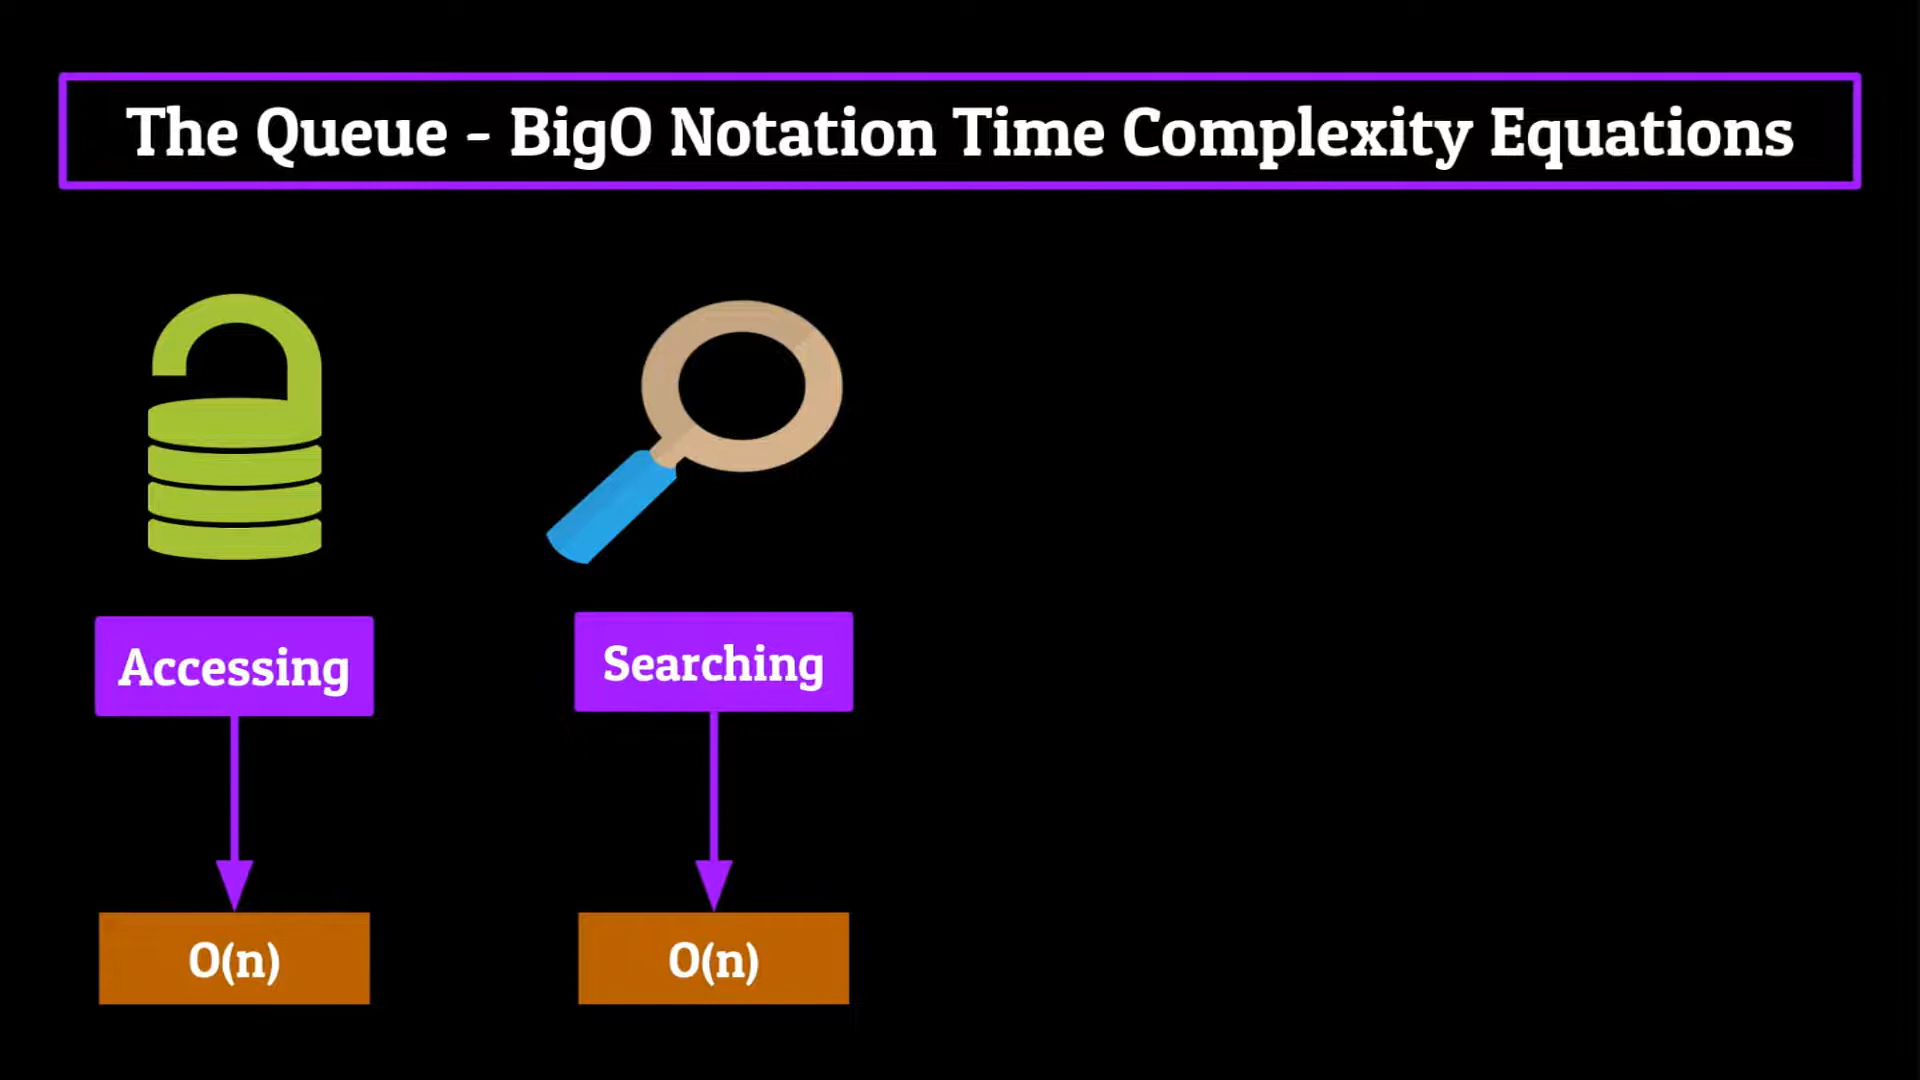 The Queue - BigO Notation Time Complexity Equations
Accessing
Searching
O(n)
O(n)